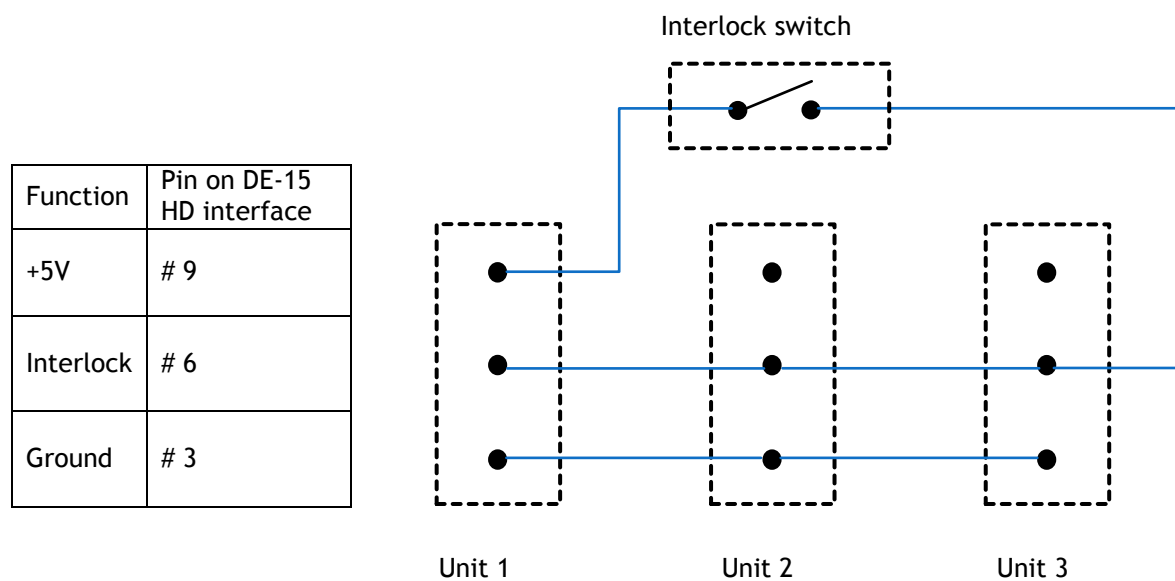 Interlock switch
Function
Pin on DE-15
HD interface
+5V
# 9
Interlock
# 6
Ground
# 3
Unit 1
Unit 2
Unit 3